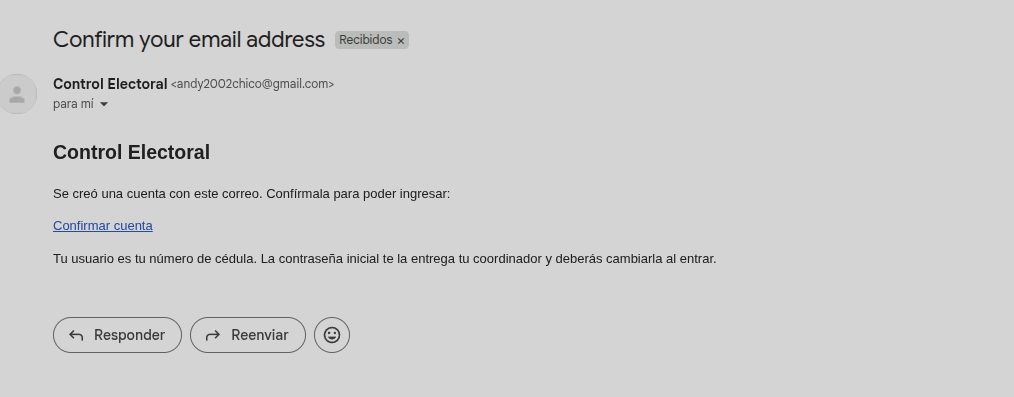 Confirm your email address Recibidos ×
Control Electoral <andy2002chico@gmail.com>
para mí
Control Electoral
Se creó una cuenta con este correo. Confírmala para poder ingresar:
Confirmar cuenta
Tu usuario es tu número de cédula. La contraseña inicial te la entrega tu coordinador y deberás cambiarla al entrar.
Responder Reenviar